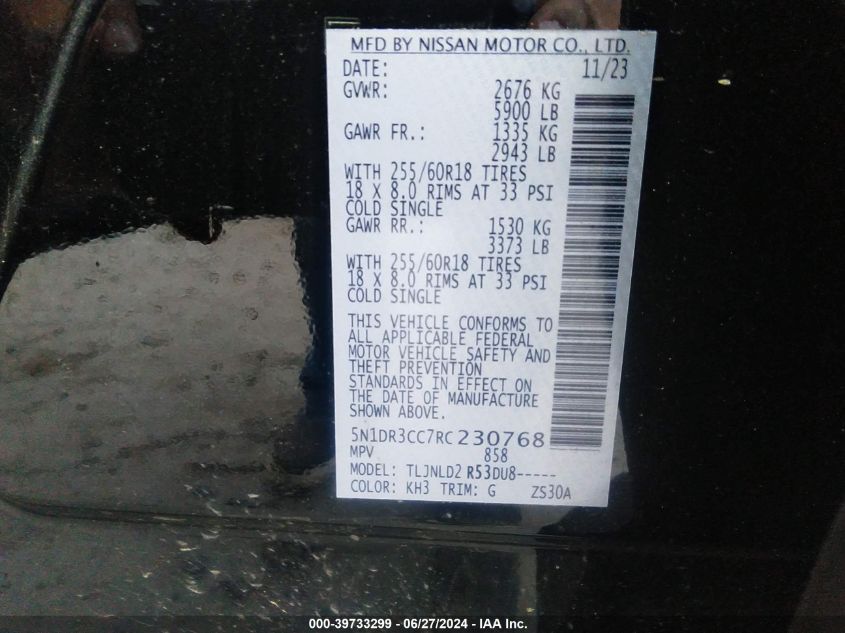 MFD BY NISSAN MOTOR CO., LTD.
DATE: 11/23
GVWR: 2676 KG
5900 LB
GAWR FR.: 1335 KG
2943 LB
WITH 255/60R18 TIRES
18 X 8.0 RIMS AT 33 PSI
COLD SINGLE
GAWR RR.: 1530 KG
3373 LB
WITH 255/60R18 TIRES
18 X 8.0 RIMS AT 33 PSI
COLD SINGLE
THIS VEHICLE CONFORMS TO
ALL APPLICABLE FEDERAL
MOTOR VEHICLE SAFETY AND
THEFT PREVENTION
STANDARDS IN EFFECT ON
THE DATE OF MANUFACTURE
SHOWN ABOVE.
5N1DR3CC7RC230768
MPV 858
MODEL: TLJNLD2 R53DU8-----
COLOR: KH3 TRIM: G ZS30A
000-39733299 - 06/27/2024 - IAA Inc.